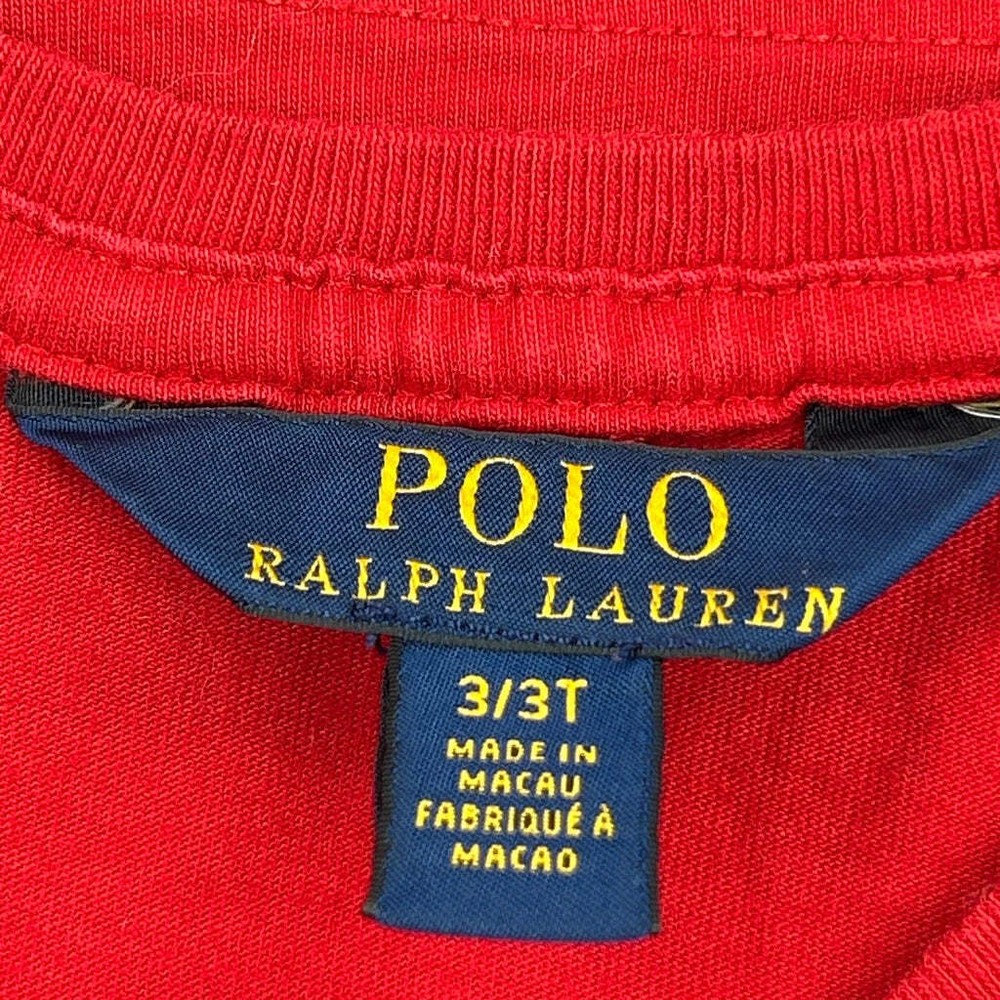 POLO
RALPH LAUREN
3/3T
MADE IN
MACAU
FABRIQUÉ À
MACAO